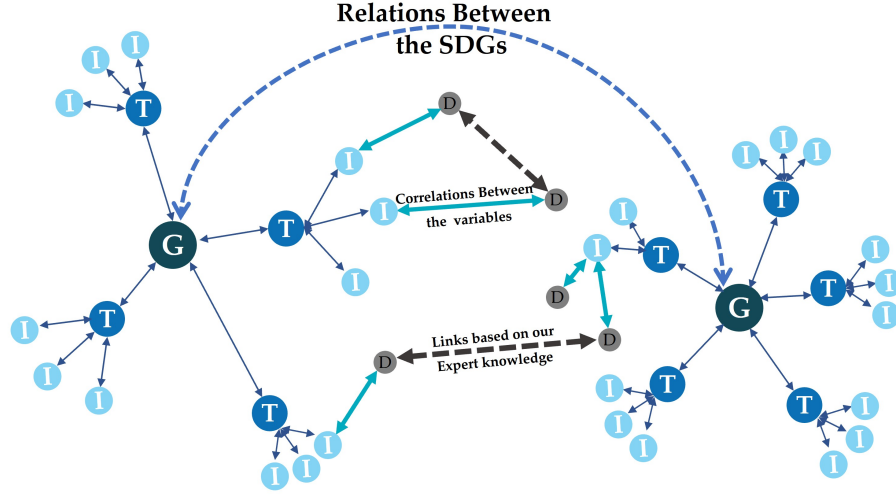 Relations Between
the SDGs
I
I
I
T
D
I
I
Correlations Between
the variables
D
G
T
I
I
I
I
T
I
I
T
I
I
I
I
G
T
I
I
I
D
D
Links based on our
Expert knowledge
D
T
I
I
I
T
I
I
I
T
I
I
I
T
I
I
I